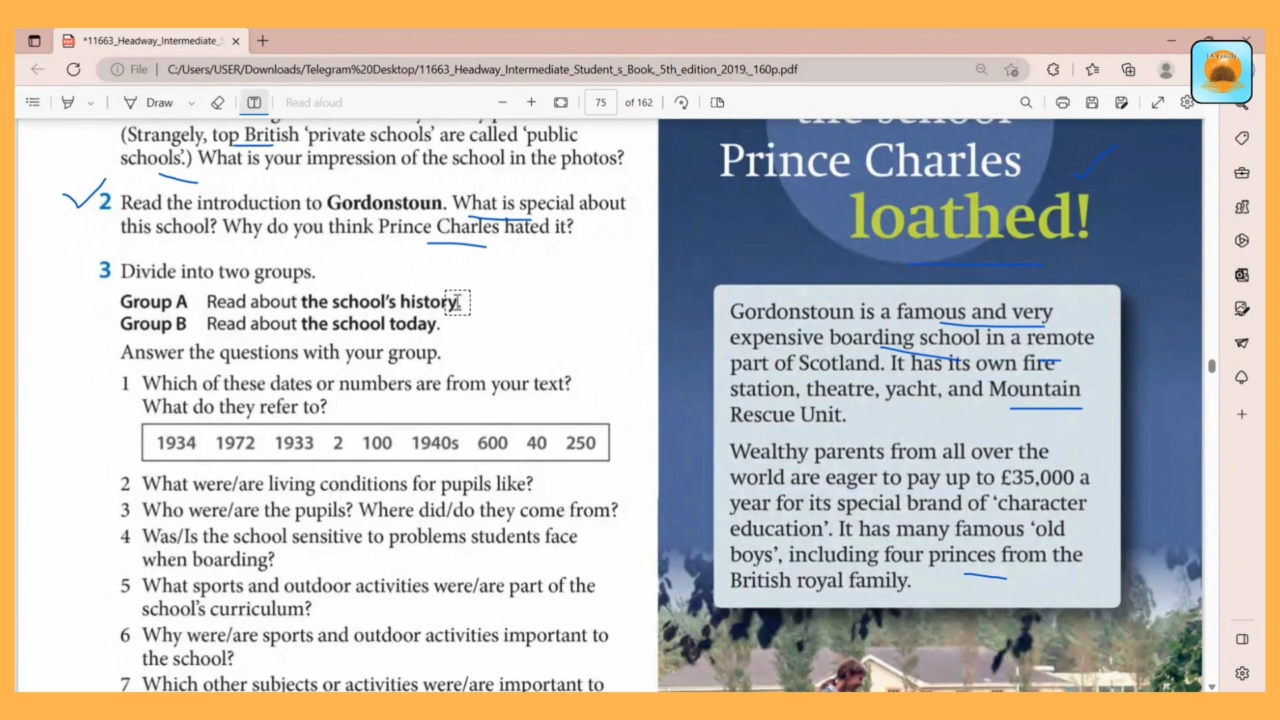 *11663_Headway_Intermediate_S
File
C:/Users/USER/Downloads/Telegram%20Desktop/11663_Headway_Intermediate_Student_s_Book,_5th_edition_2019,_160p.pdf
Draw
Read aloud
75
of 162
(Strangely, top British ‘private schools’ are called ‘public
schools’.) What is your impression of the school in the photos?
2 Read the introduction to Gordonstoun. What is special about
this school? Why do you think Prince Charles hated it?
3 Divide into two groups.
Group A Read about the school’s history.
Group B Read about the school today.
Answer the questions with your group.
1 Which of these dates or numbers are from your text?
What do they refer to?
1934 1972 1933 2 100 1940s 600 40 250
2 What were/are living conditions for pupils like?
3 Who were/are the pupils? Where did/do they come from?
4 Was/Is the school sensitive to problems students face
when boarding?
5 What sports and outdoor activities were/are part of the
school’s curriculum?
6 Why were/are sports and outdoor activities important to
the school?
7 Which other subjects or activities were/are important to
the school
Prince Charles
loathed!
Gordonstoun is a famous and very
expensive boarding school in a remote
part of Scotland. It has its own fire
station, theatre, yacht, and Mountain
Rescue Unit.
Wealthy parents from all over the
world are eager to pay up to £35,000 a
year for its special brand of ‘character
education’. It has many famous ‘old
boys’, including four princes from the
British royal family.